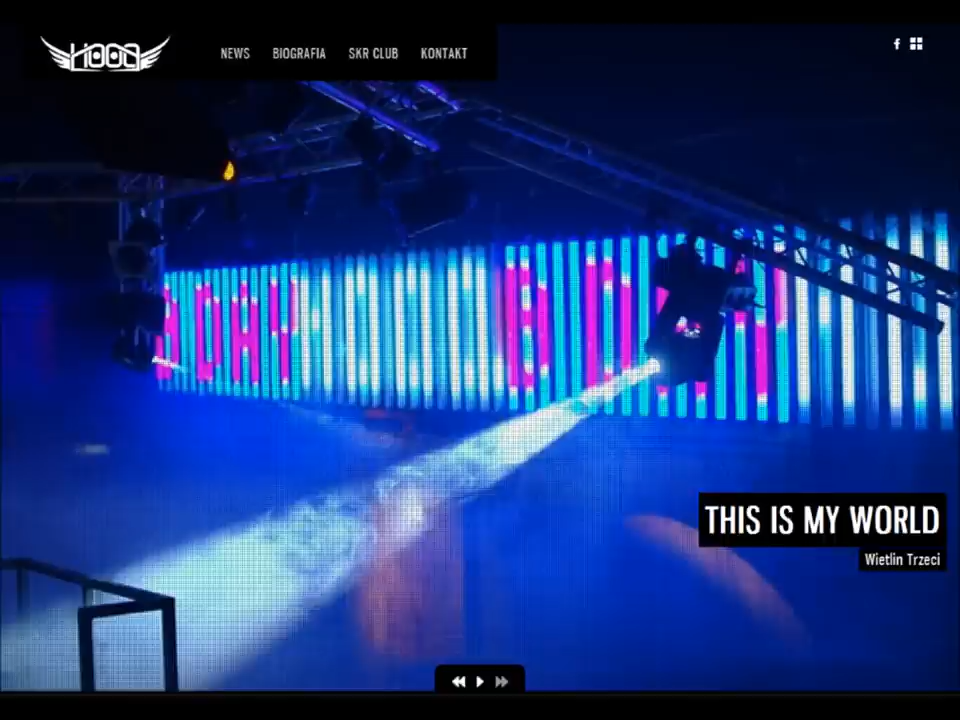 NEWS BIOGRAFIA SKR CLUB KONTAKT
THIS IS MY WORLD
Wietlin Trzeci